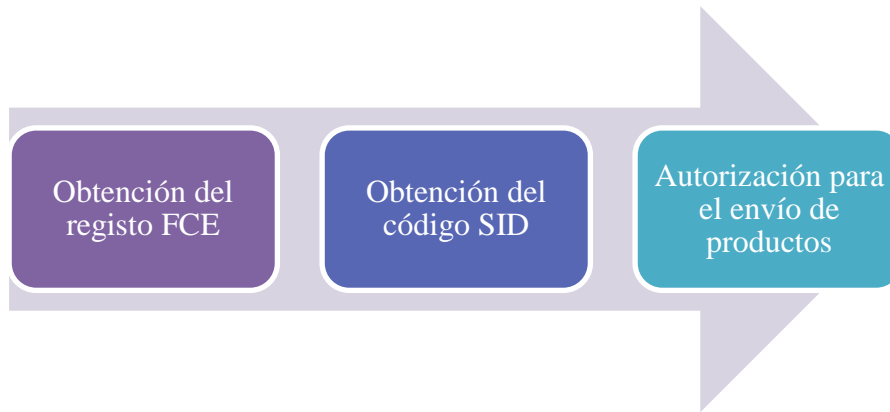 Obtención del
registo FCE
Obtención del
código SID
Autorización para
el envío de
productos